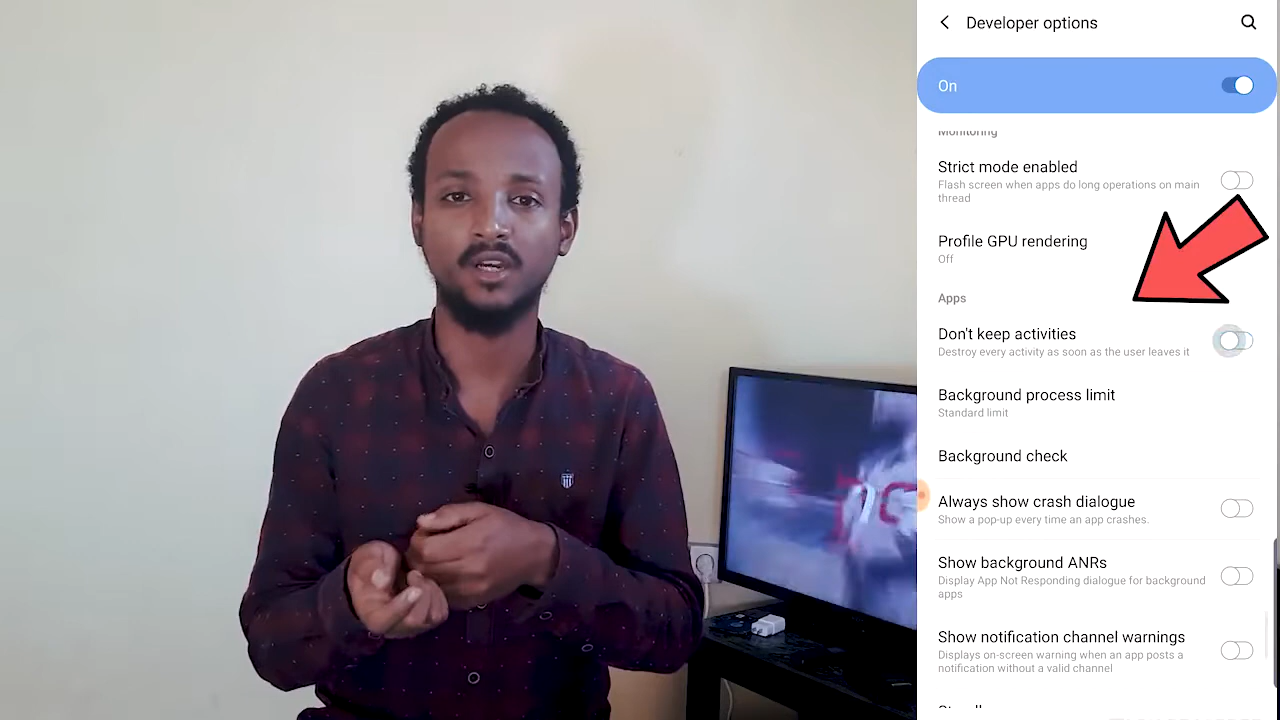 Developer options
On
Monitoring
Strict mode enabled
Flash screen when apps do long operations on main
thread
Profile GPU rendering
Off
Apps
Don't keep activities
Destroy every activity as soon as the user leaves it
Background process limit
Standard limit
Background check
Always show crash dialogue
Show a pop-up every time an app crashes.
Show background ANRs
Display App Not Responding dialogue for background
apps
Show notification channel warnings
Displays on-screen warning when an app posts a
notification without a valid channel